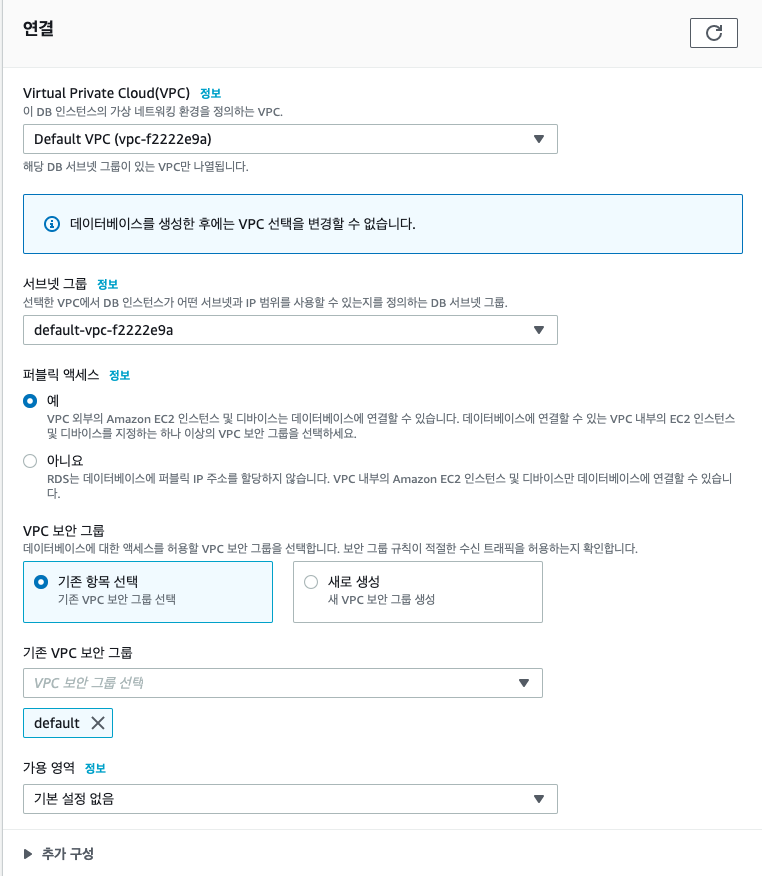 연결
Virtual Private Cloud(VPC) 정보
이 DB 인스턴스의 가상 네트워킹 환경을 정의하는 VPC.
Default VPC (vpc-f2222e9a)
해당 DB 서브넷 그룹이 있는 VPC만 나열됩니다.
데이터베이스를 생성한 후에는 VPC 선택을 변경할 수 없습니다.
서브넷 그룹 정보
선택한 VPC에서 DB 인스턴스가 어떤 서브넷과 IP 범위를 사용할 수 있는지를 정의하는 DB 서브넷 그룹.
default-vpc-f2222e9a
퍼블릭 액세스 정보
예
VPC 외부의 Amazon EC2 인스턴스 및 디바이스는 데이터베이스에 연결할 수 있습니다. 데이터베이스에 연결할 수 있는 VPC 내부의 EC2 인스턴스
및 디바이스를 지정하는 하나 이상의 VPC 보안 그룹을 선택하세요.
아니요
RDS는 데이터베이스에 퍼블릭 IP 주소를 할당하지 않습니다. VPC 내부의 Amazon EC2 인스턴스 및 디바이스만 데이터베이스에 연결할 수 있습니
다.
VPC 보안 그룹
데이터베이스에 대한 액세스를 허용할 VPC 보안 그룹을 선택합니다. 보안 그룹 규칙이 적절한 수신 트래픽을 허용하는지 확인합니다.
기존 항목 선택
기존 VPC 보안 그룹 선택
새로 생성
새 VPC 보안 그룹 생성
기존 VPC 보안 그룹
VPC 보안 그룹 선택
default
가용 영역 정보
기본 설정 없음
추가 구성